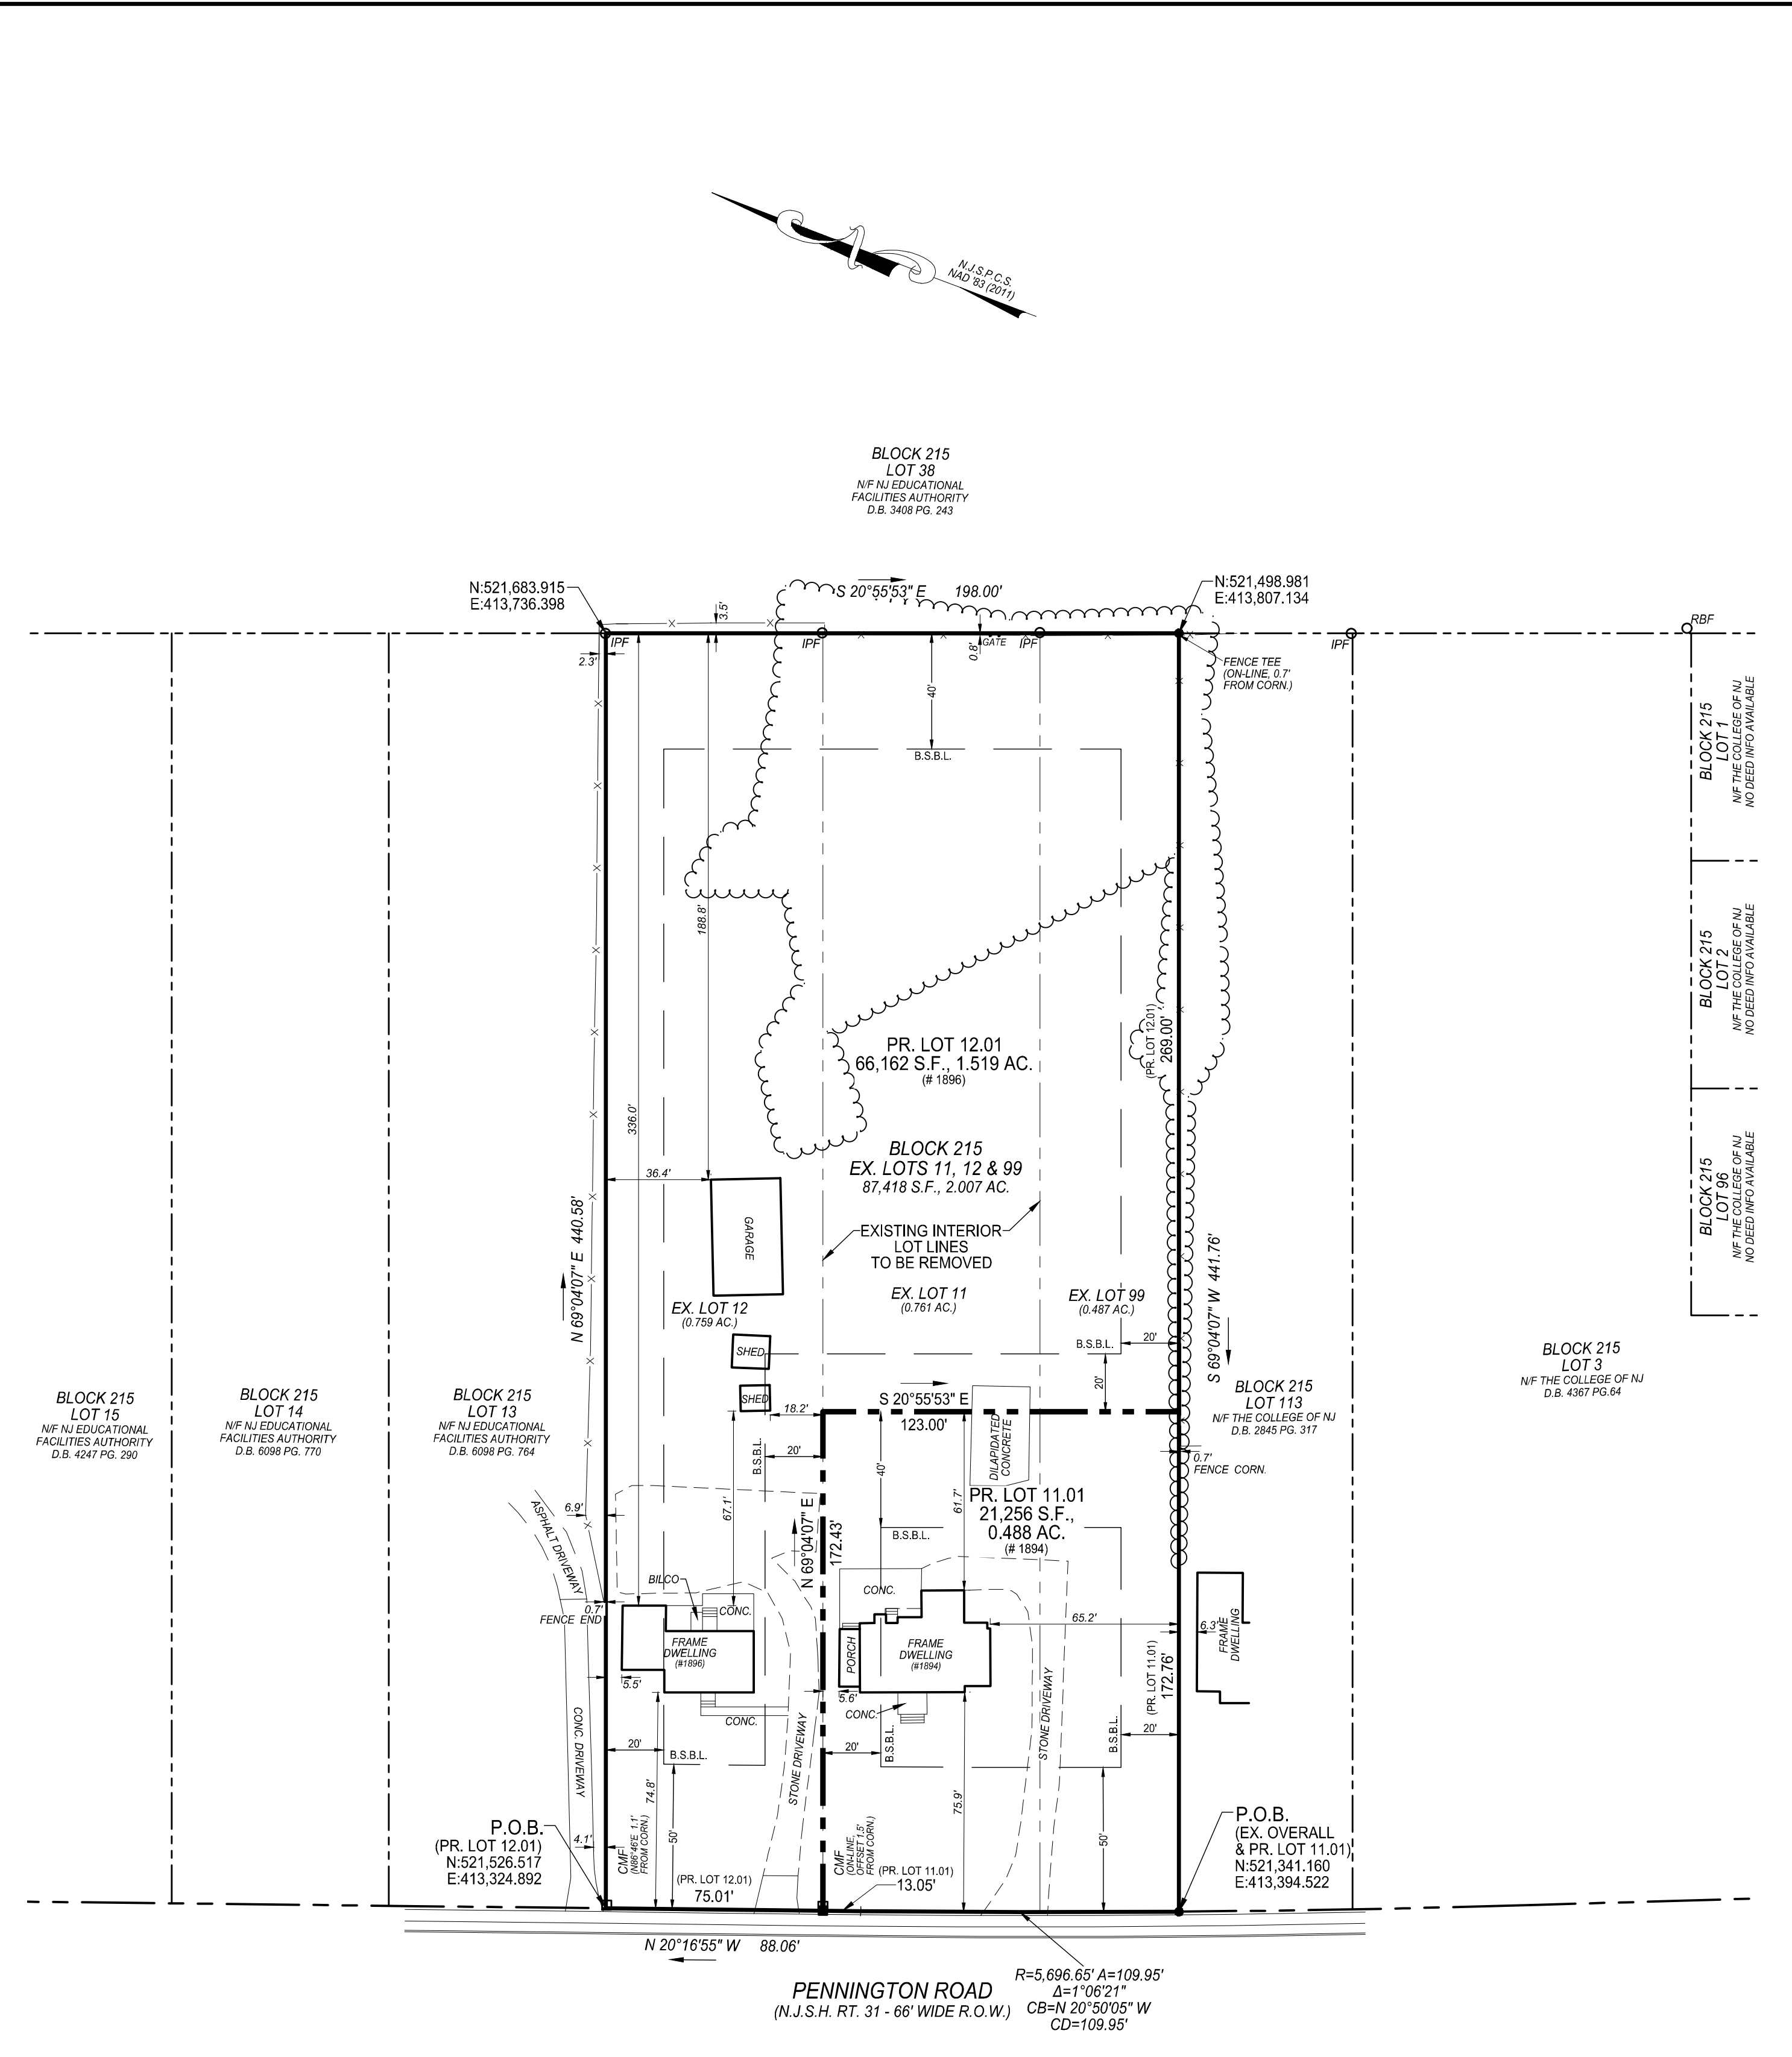 N.J.S.P.C.S.
NAD '83 (2011)
BLOCK 215
LOT 38
N/F NJ EDUCATIONAL
FACILITIES AUTHORITY
D.B. 3408 PG. 243
N:521,683.915
E:413,736.398
S 20°55'53" E 198.00'
N:521,498.981
E:413,807.134
3.5'
IPF
IPF
0.8'
GATE
IPF
IPF
RBF
2.3'
FENCE TEE
(ON-LINE, 0.7'
FROM CORN.)
40'
B.S.B.L.
BLOCK 215
LOT 1
N/F THE COLLEGE OF NJ
NO DEED INFO AVAILABLE
BLOCK 215
LOT 2
N/F THE COLLEGE OF NJ
NO DEED INFO AVAILABLE
BLOCK 215
LOT 96
N/F THE COLLEGE OF NJ
NO DEED INFO AVAILABLE
188.8'
336.0'
(PR. LOT 12.01)
269.00'
PR. LOT 12.01
66,162 S.F., 1.519 AC.
(# 1896)
BLOCK 215
EX. LOTS 11, 12 & 99
87,418 S.F., 2.007 AC.
36.4'
GARAGE
EXISTING INTERIOR
LOT LINES
TO BE REMOVED
N 69°04'07" E 440.58'
S 69°04'07" W 441.76'
EX. LOT 12
(0.759 AC.)
EX. LOT 11
(0.761 AC.)
EX. LOT 99
(0.487 AC.)
SHED
SHED
B.S.B.L.
20'
20'
18.2'
S 20°55'53" E
123.00'
DILAPIDATED
CONCRETE
BLOCK 215
LOT 15
N/F NJ EDUCATIONAL
FACILITIES AUTHORITY
D.B. 4247 PG. 290
BLOCK 215
LOT 14
N/F NJ EDUCATIONAL
FACILITIES AUTHORITY
D.B. 6098 PG. 770
BLOCK 215
LOT 13
N/F NJ EDUCATIONAL
FACILITIES AUTHORITY
D.B. 6098 PG. 764
BLOCK 215
LOT 113
N/F THE COLLEGE OF NJ
D.B. 2845 PG. 317
BLOCK 215
LOT 3
N/F THE COLLEGE OF NJ
D.B. 4367 PG.64
B.S.B.L.
20'
40'
61.7'
67.1'
0.7'
FENCE CORN.
6.9'
ASPHALT DRIVEWAY
N 69°04'07" E
172.43'
PR. LOT 11.01
21,256 S.F.,
0.488 AC.
(# 1894)
B.S.B.L.
BILCO
CONC.
CONC.
0.7'
FENCE END
FRAME
DWELLING
(#1896)
PORCH
FRAME
DWELLING
(#1894)
65.2'
6.3'
FRAME
DWELLING
(PR. LOT 11.01)
172.76'
5.5'
5.6'
CONC.
CONC.
CONC. DRIVEWAY
STONE DRIVEWAY
STONE DRIVEWAY
20'
B.S.B.L.
20'
B.S.B.L.
20'
B.S.B.L.
74.8'
50'
75.9'
50'
P.O.B.
(PR. LOT 12.01)
N:521,526.517
E:413,324.892
4.1'
CMF
(N86°46'E 1.1'
FROM CORN.)
CMF
(ON-LINE,
OFFSET 1.5'
FROM CORN.)
(PR. LOT 12.01)
75.01'
(PR. LOT 11.01)
13.05'
P.O.B.
(EX. OVERALL
& PR. LOT 11.01)
N:521,341.160
E:413,394.522
N 20°16'55" W 88.06'
PENNINGTON ROAD
(N.J.S.H. RT. 31 - 66' WIDE R.O.W.)
R=5,696.65' A=109.95'
Δ=1°06'21"
CB=N 20°50'05" W
CD=109.95'